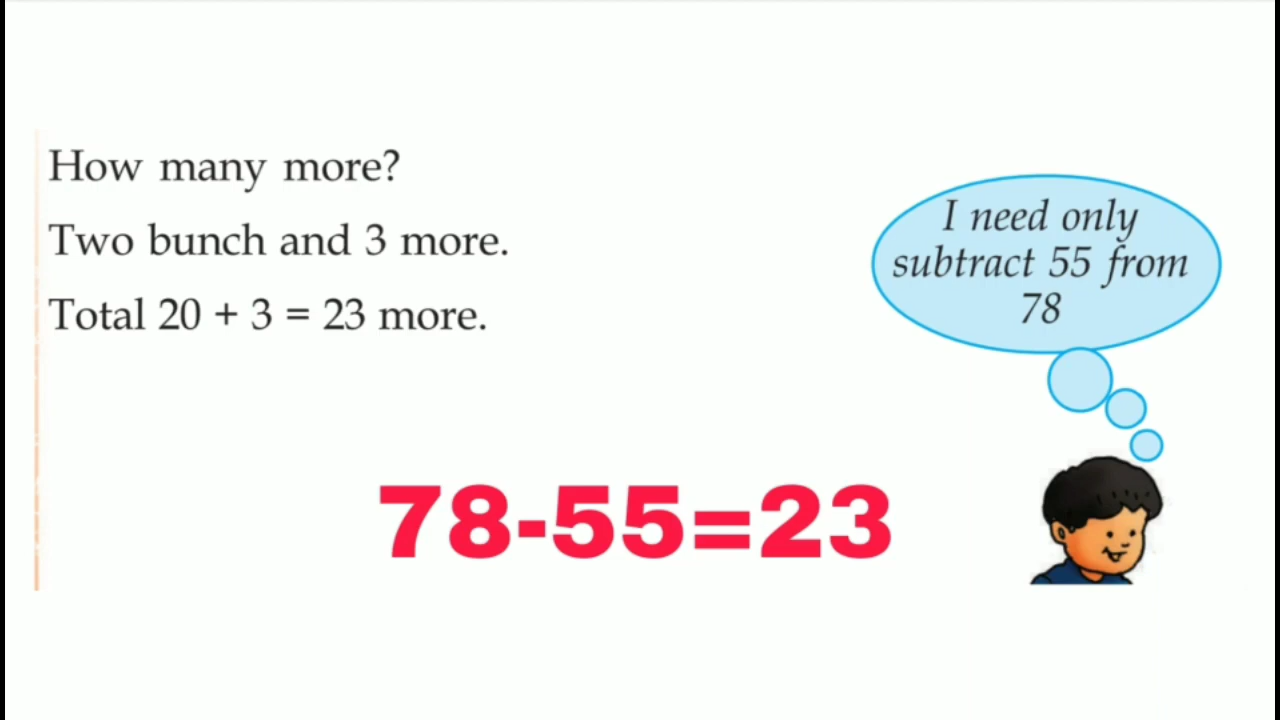 How many more?
Two bunch and 3 more.
Total 20 + 3 = 23 more.
I need only
subtract 55 from
78
78-55=23